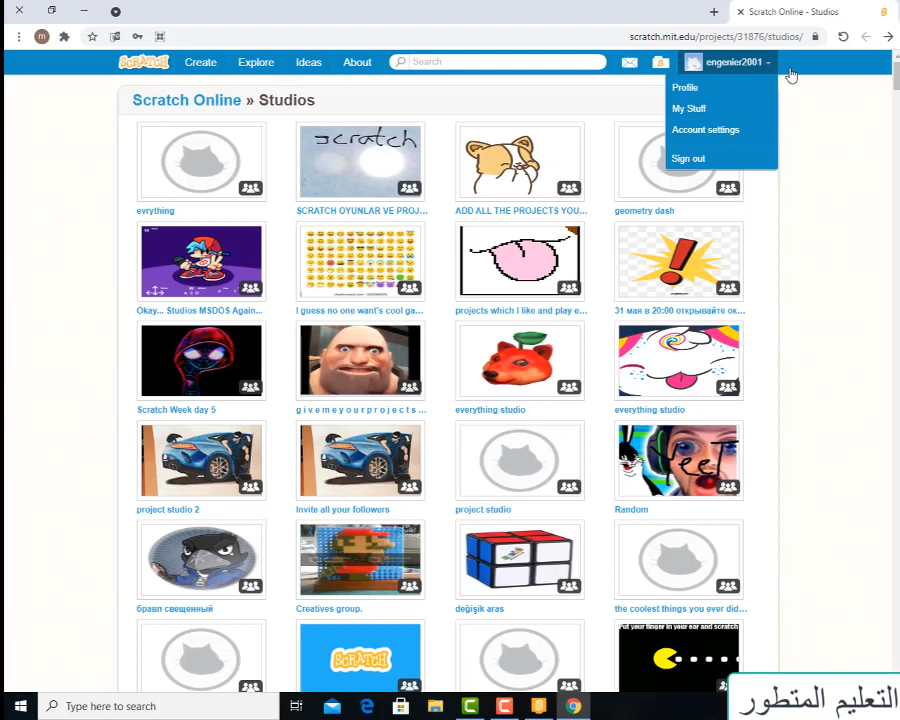 Scratch Online - Studios
scratch.mit.edu/projects/31876/studios/
SCRATCH Create Explore Ideas About Search engenier2001
Profile
My Stuff
Account settings
Sign out
Scratch Online » Studios
scratch
evrything SCRATCH OYUNLAR VE PROJ... ADD ALL THE PROJECTS YOU... geometry dash
Okay... Studios MSDOS Again... I guess no one want's cool ga... projects which I like and play e... 31 мая в 20:00 открывайте ок...
Scratch Week day 5 g i v e m e y o u r p r o j e c t s ... everything studio everything studio
Yeet
project studio 2 Invite all your followers project studio Random
бравл свещенный Creatives group. değişik aras the coolest things you ever did...
SCRATCH
Put your finger in your ear and scratch
Type here to search
التعليم المتطور